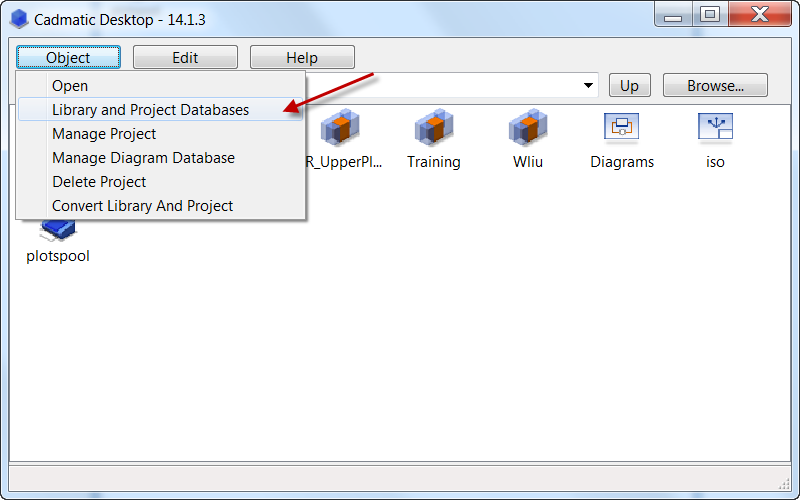 Cadmatic Desktop - 14.1.3
Object Edit Help
Up Browse...
Open
Library and Project Databases
Manage Project
Manage Diagram Database
Delete Project
Convert Library And Project
R_UpperPl... Training Wliu Diagrams iso
plotspool